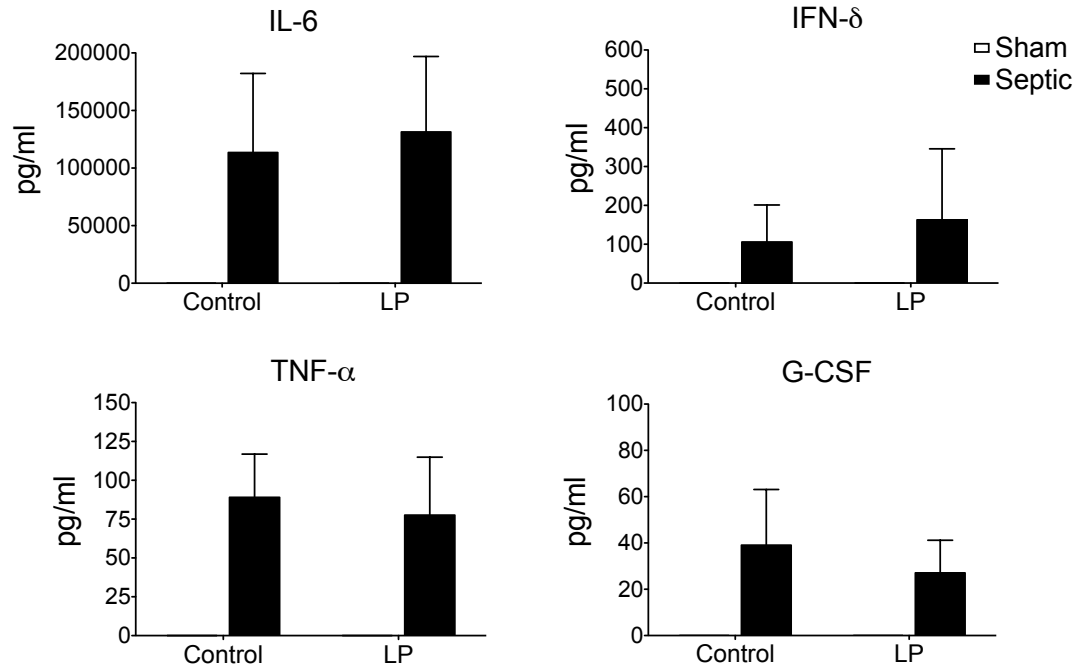 IL-6
200000
150000
100000
50000
0
pg/ml
Control LP
IFN-δ
600
500
400
300
200
100
0
pg/ml
Control LP
Sham
Septic
TNF-α
150
125
100
75
50
25
0
pg/ml
Control LP
G-CSF
100
80
60
40
20
0
pg/ml
Control LP